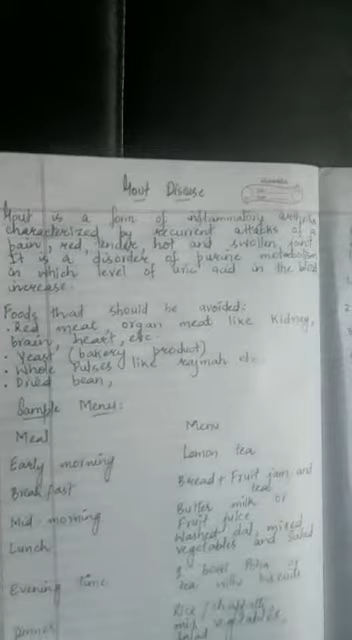 Gout Disease
Gout is a form of inflammatory
characterized by recurrent attacks of a
pain, red, tender, hot and swollen joint
It is a disorder of purine metabolism
in which level of uric acid in the blood
increase.
Foods that should be avoided:
• Red meat, organ meat like kidney,
brain, heart, etc.
• Yeast (bakery product)
• Whole Pulses like rajmah etc.
• Dried bean,
Sample Menu:
Meal Menu
Early morning Lemon tea
Breakfast Bread + Fruit jam and
tea
Mid-morning Butter milk or
Fruit juice
Lunch Washed dal, mixed
vegetables and salad
Evening time 1 bowl Poha or
tea with
Dinner Rice / chapatti
mix vegetables,